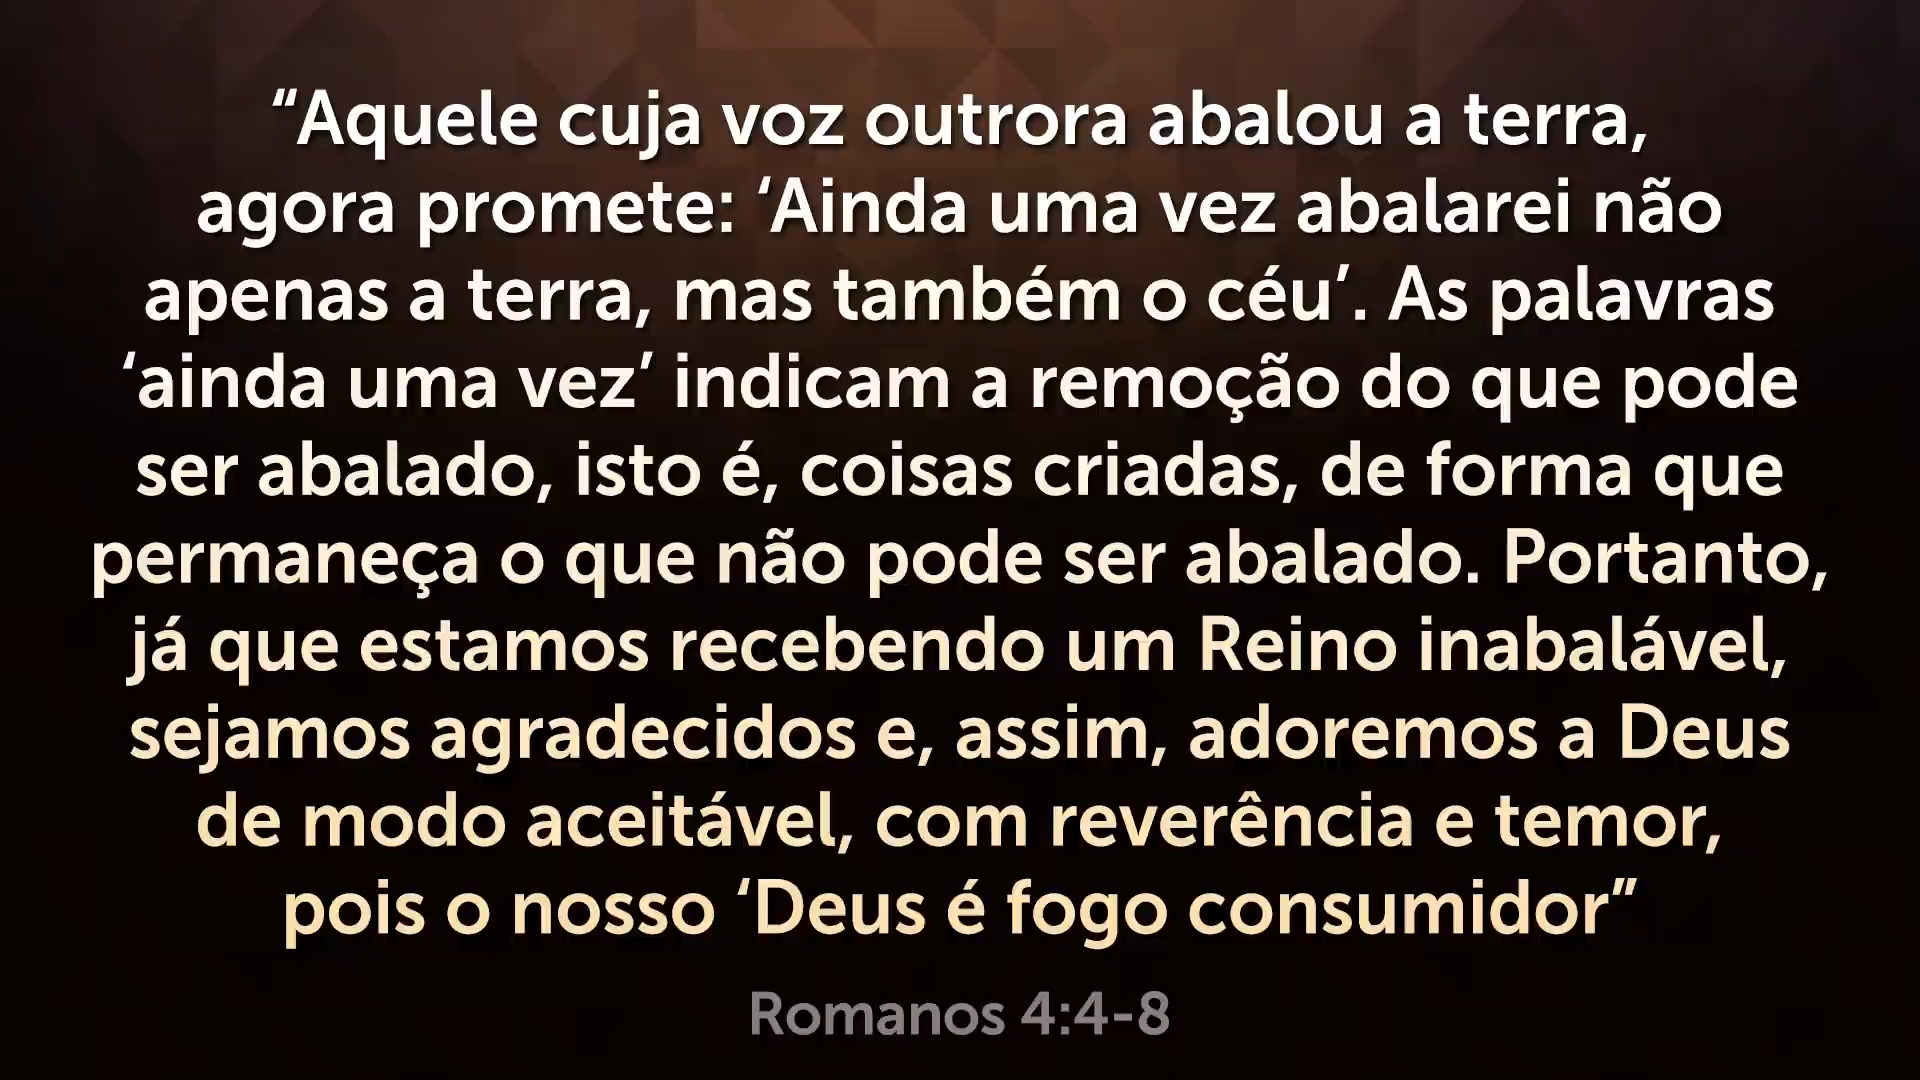 “Aquele cuja voz outrora abalou a terra,
agora promete: ‘Ainda uma vez abalarei não
apenas a terra, mas também o céu’. As palavras
‘ainda uma vez’ indicam a remoção do que pode
ser abalado, isto é, coisas criadas, de forma que
permaneça o que não pode ser abalado. Portanto,
já que estamos recebendo um Reino inabalável,
sejamos agradecidos e, assim, adoremos a Deus
de modo aceitável, com reverência e temor,
pois o nosso ‘Deus é fogo consumidor”
Romanos 4:4-8